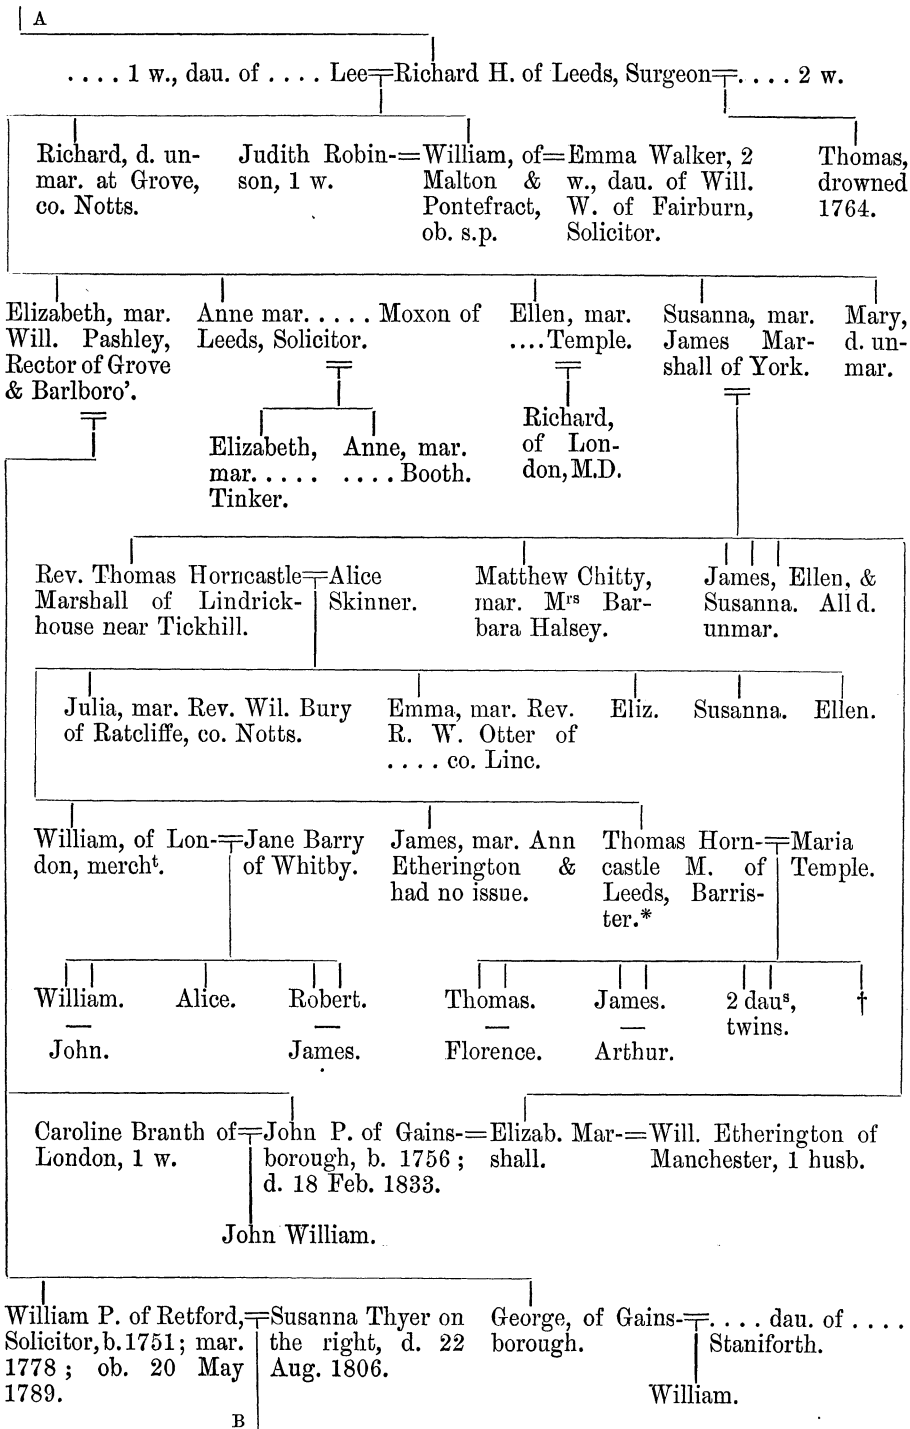 A
. . . . 1 w., dau. of . . . . Lee=Richard H. of Leeds, Surgeon=. . . . 2 w.
Richard, d. un-
mar. at Grove,
co. Notts.
Judith Robin-=William, of=Emma Walker, 2
son, 1 w.
Malton &
Pontefract,
ob. s.p.
w., dau. of Will.
W. of Fairburn,
Solicitor.
Thomas,
drowned
1764.
Elizabeth, mar.
Will. Pashley,
Rector of Grove
& Barlboro'.
Anne mar. . . . . Moxon of
Leeds, Solicitor.
Ellen, mar.
. . . . Temple.
Susanna, mar.
James Mar-
shall of York.
Mary,
d. un-
mar.
Elizabeth,
mar. . . . .
Tinker.
Anne, mar.
. . . . Booth.
Richard,
of Lon-
don, M.D.
Rev. Thomas Horncastle=Alice
Marshall of Lindrick-
house near Tickhill.
Skinner.
Matthew Chitty,
mar. Mrs Bar-
bara Halsey.
James, Ellen, &
Susanna. All d.
unmar.
Julia, mar. Rev. Wil. Bury
of Ratcliffe, co. Notts.
Emma, mar. Rev.
R. W. Otter of
. . . . co. Linc.
Eliz.
Susanna.
Ellen.
William, of Lon-=Jane Barry
don, mercht.
of Whitby.
James, mar. Ann
Etherington &
had no issue.
Thomas Horn-=Maria
castle M. of
Leeds, Barris-
ter.*
Temple.
William.
—
John.
Alice.
Robert.
—
James.
Thomas.
—
Florence.
James.
—
Arthur.
2 daus,
twins.
†
Caroline Branth of=John P. of Gains-=Elizab. Mar-=Will. Etherington of
London, 1 w.
borough, b. 1756 ;
d. 18 Feb. 1833.
shall.
Manchester, 1 husb.
John William.
William P. of Retford,=Susanna Thyer on
Solicitor, b. 1751; mar.
1778 ; ob. 20 May
1789.
the right, d. 22
Aug. 1806.
George, of Gains-=. . . . dau. of . . . .
borough.
Staniforth.
William.
B